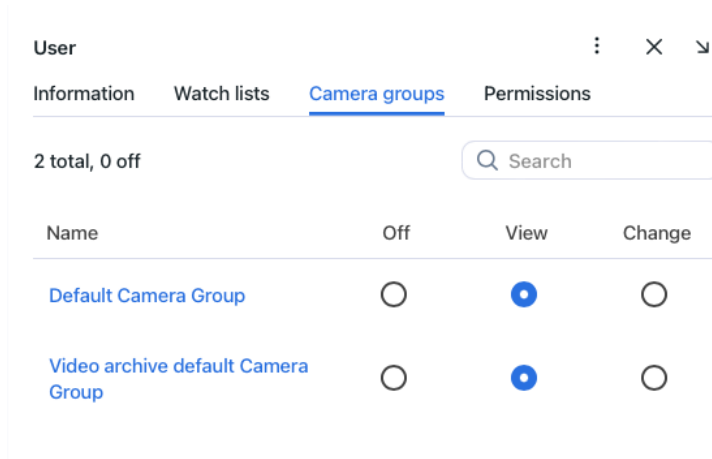 User
Information Watch lists Camera groups Permissions
2 total, 0 off
Search
Name Off View Change
Default Camera Group
Video archive default Camera
Group